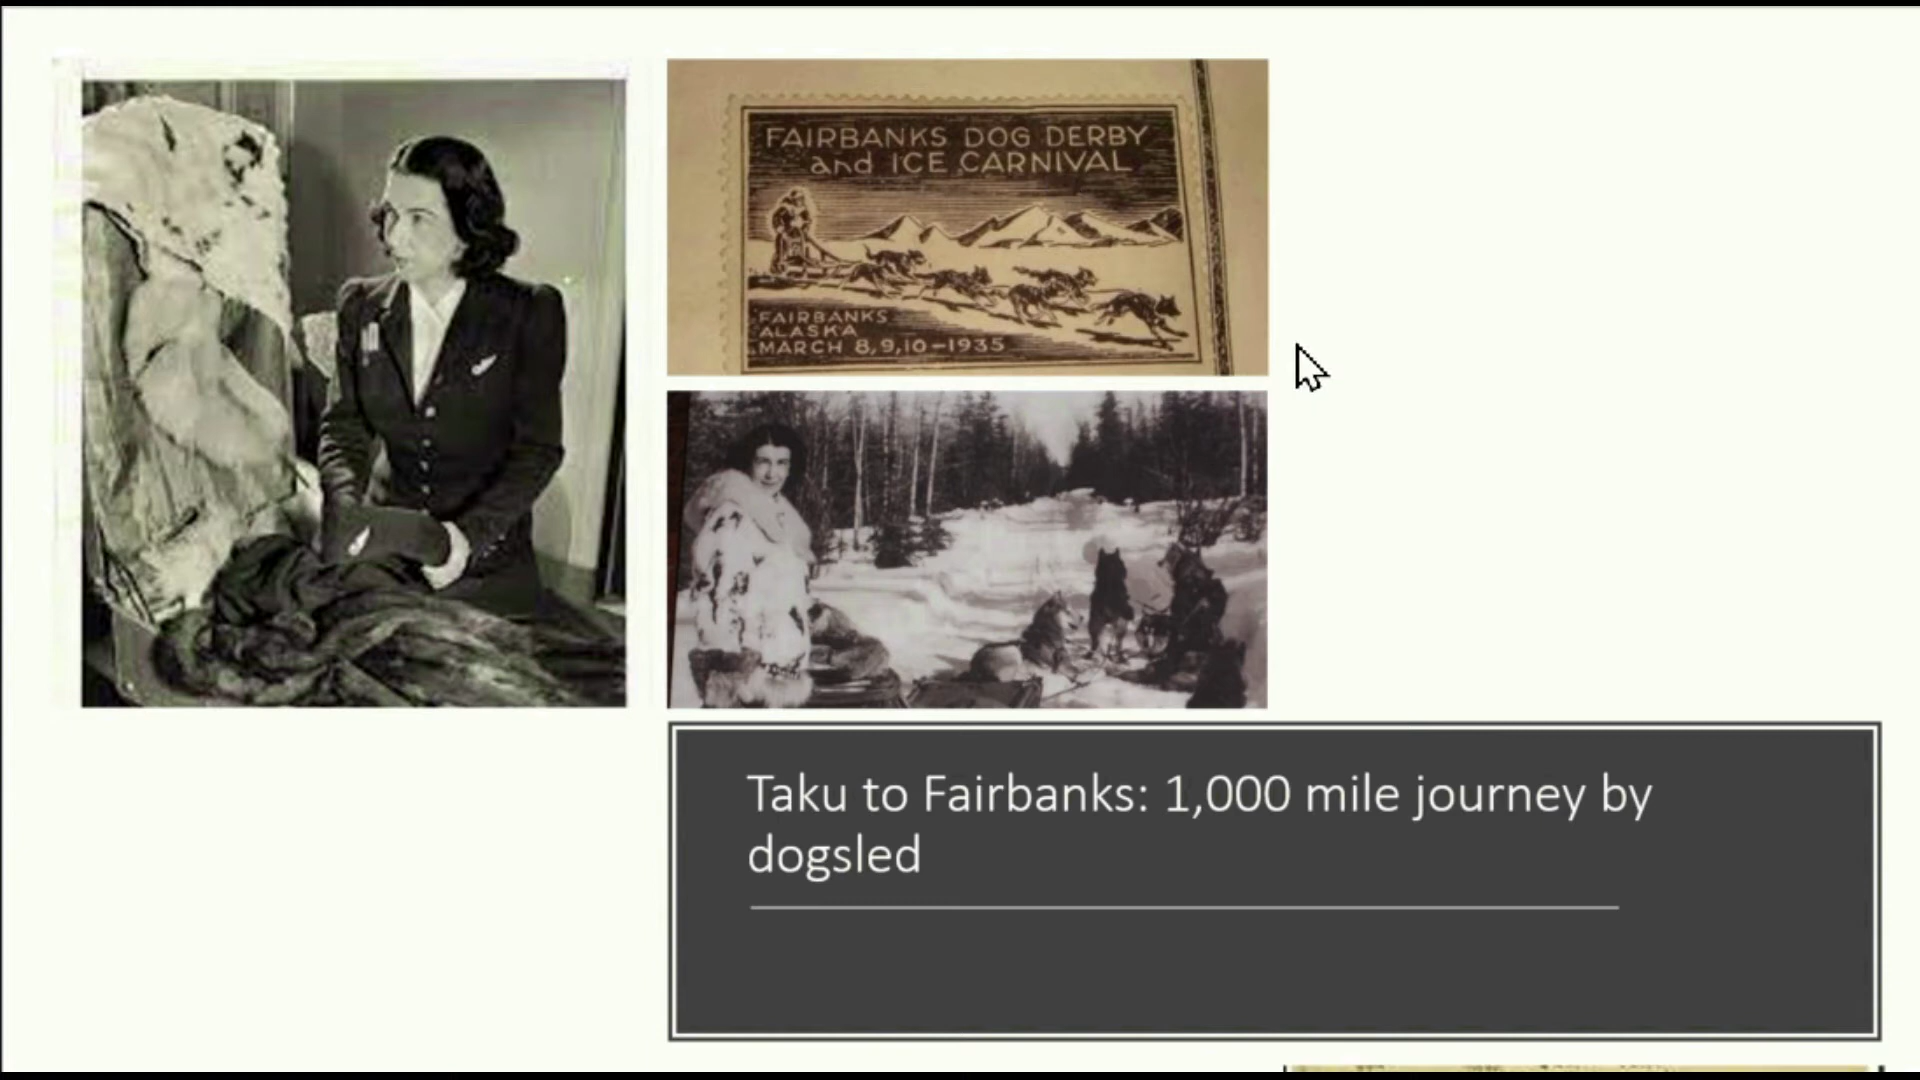 FAIRBANKS DOG DERBY
and ICE CARNIVAL
FAIRBANKS
ALASKA
MARCH 8, 9, 10-1935
Taku to Fairbanks: 1,000 mile journey by
dogsled